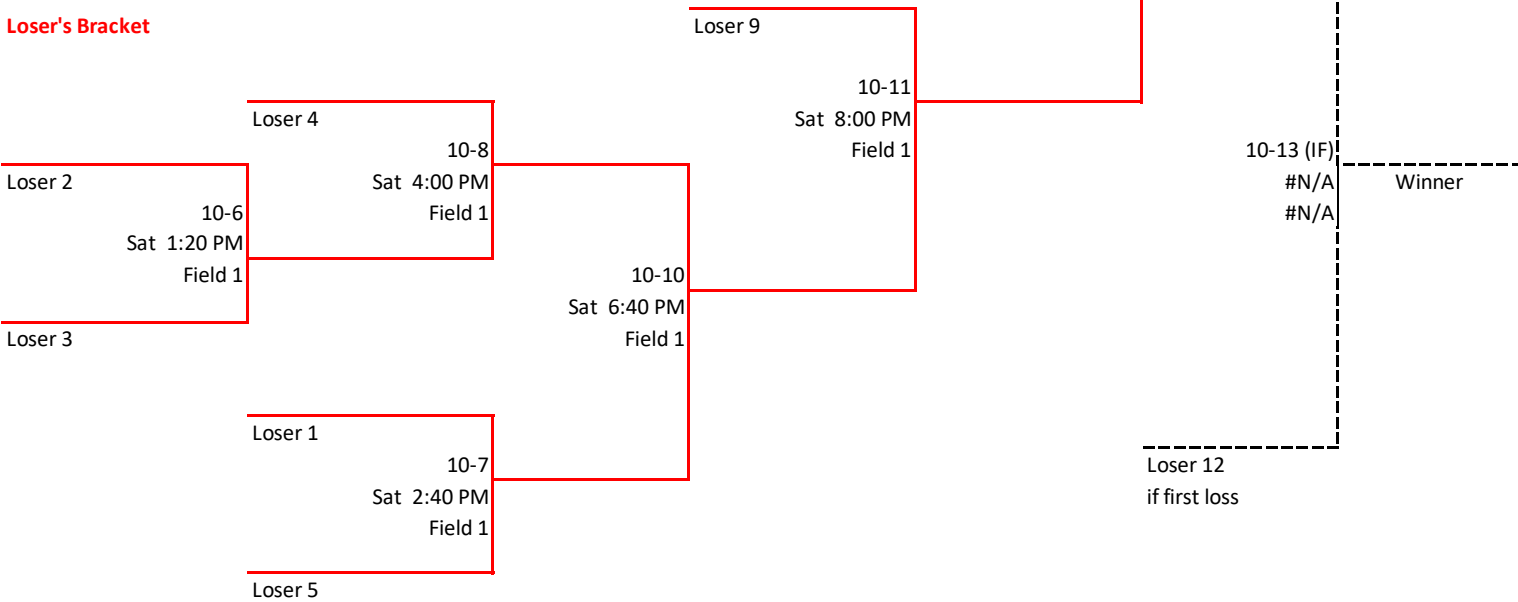 Loser's Bracket
Loser 9
10-11
Sat  8:00 PM
Field 1
Loser 4
10-8
Sat  4:00 PM
Field 1
Loser 2
10-6
Sat  1:20 PM
Field 1
Loser 3
10-10
Sat  6:40 PM
Field 1
Loser 1
10-7
Sat  2:40 PM
Field 1
Loser 5
10-13 (IF)
#N/A
#N/A
Winner
Loser 12
if first loss